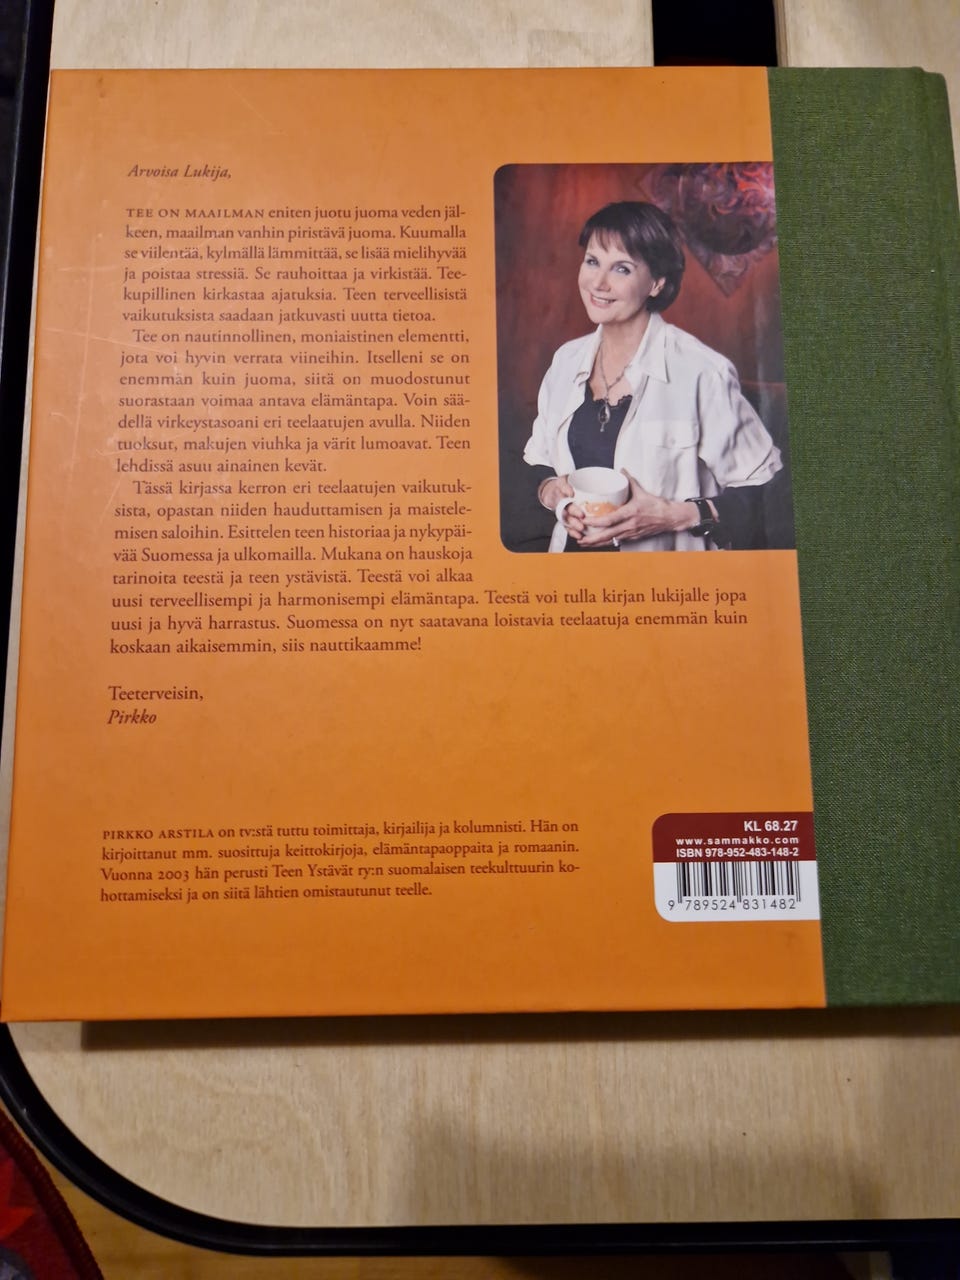 Arvoisa Lukija,
TEE ON MAAILMAN eniten juotu juoma veden jäl-
keen, maailman vanhin piristävä juoma. Kuumalla
se viilentää, kylmällä lämmittää, se lisää mielihyvää
ja poistaa stressiä. Se rauhoittaa ja virkistää. Tee-
kupillinen kirkastaa ajatuksia. Teen terveellisistä
vaikutuksista saadaan jatkuvasti uutta tietoa.
Tee on nautinnollinen, moniaistinen elementti,
jota voi hyvin verrata viineihin. Itselleni se on
enemmän kuin juoma, siitä on muodostunut
suorastaan voimaa antava elämäntapa. Voin sää-
dellä virkeystasoani eri teelaatujen avulla. Niiden
tuoksut, makujen viuhka ja värit lumoavat. Teen
lehdissä asuu ainainen kevät.
Tässä kirjassa kerron eri teelaatujen vaikutuk-
sista, opastan niiden hauduttamisen ja maistele-
misen saloihin. Esittelen teen historiaa ja nykypäi-
vää Suomessa ja ulkomailla. Mukana on hauskoja
tarinoita teestä ja teen ystävistä. Teestä voi alkaa
uusi terveellisempi ja harmonisempi elämäntapa. Teestä voi tulla kirjan lukijalle jopa
uusi ja hyvä harrastus. Suomessa on nyt saatavana loistavia teelaatuja enemmän kuin
koskaan aikaisemmin, siis nauttikaamme!
Teeterveisin,
Pirkko
PIRKKO ARSTILA on tv:stä tuttu toimittaja, kirjailija ja kolumnisti. Hän on
kirjoittanut mm. suosittuja keittokirjoja, elämäntapaoppaita ja romaanin.
Vuonna 2003 hän perusti Teen Ystävät ry:n suomalaisen teekulttuurin ko-
hottamiseksi ja on siitä lähtien omistautunut teelle.
KL 68.27
www.sammakko.com
ISBN 978-952-483-148-2
9 789524 831482